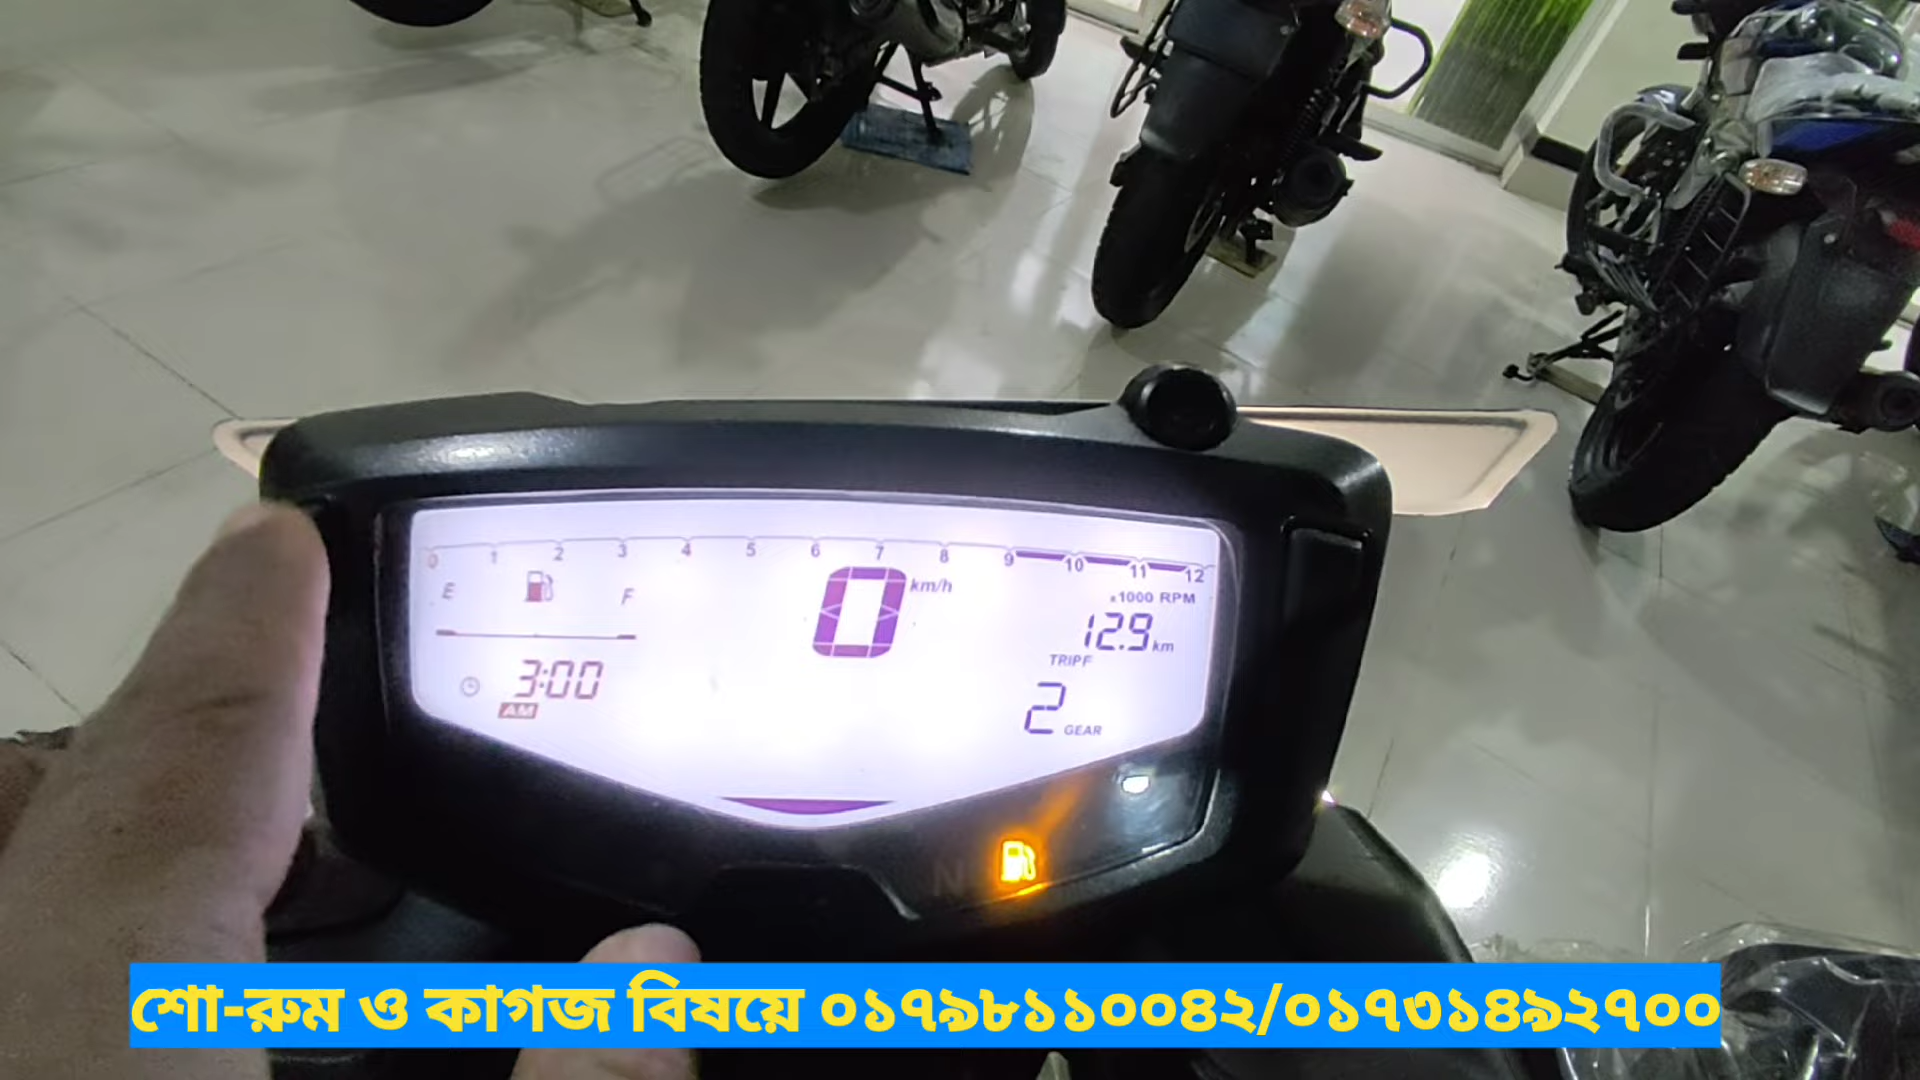 0 1 2 3 4 5 6 7 8 9 10 11 12
x1000 RPM
E F
0 km/h
12.9 km
TRIP F
3:00
AM
2 GEAR
N
শো-রুম ও কাগজ বিষয়ে ০১৭৯৮১১০০৪২/০১৭৩১৪৯২৭০০